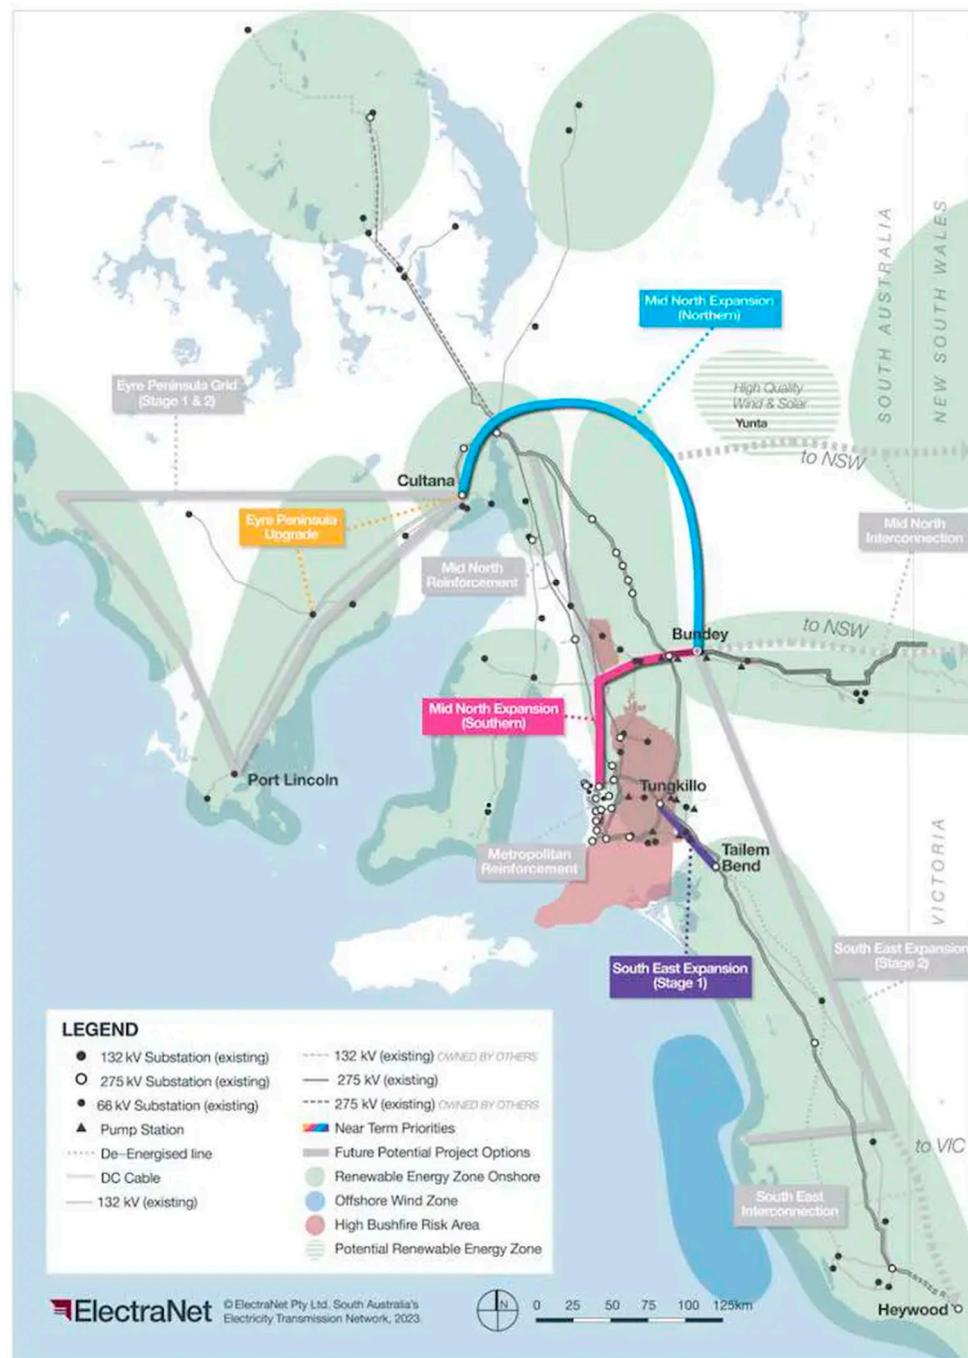 SOUTH AUSTRALIA
NEW SOUTH WALES
Mid North Expansion
(Northern)
Eyre Peninsula Grid
(Stage 1 & 2)
High Quality
Wind & Solar
Yunta
to NSW
Cultana
Eyre Peninsula
Upgrade
Mid North
Interconnection
Mid North
Reinforcement
to NSW
Bundey
Mid North Expansion
(Southern)
Port Lincoln
Tungkillo
Tailem
Bend
Metropolitan
Reinforcement
VICTORIA
South East Expansion
(Stage 2)
South East Expansion
(Stage 1)
to VIC
South East
Interconnection
Heywood
LEGEND
132 kV Substation (existing)
275 kV Substation (existing)
66 kV Substation (existing)
Pump Station
De-Energised line
DC Cable
132 kV (existing)
132 kV (existing) OWNED BY OTHERS
275 kV (existing)
275 kV (existing) OWNED BY OTHERS
Near Term Priorities
Future Potential Project Options
Renewable Energy Zone Onshore
Offshore Wind Zone
High Bushfire Risk Area
Potential Renewable Energy Zone
ElectraNet
© ElectraNet Pty Ltd. South Australia's
Electricity Transmission Network, 2023.
N
0 25 50 75 100 125km